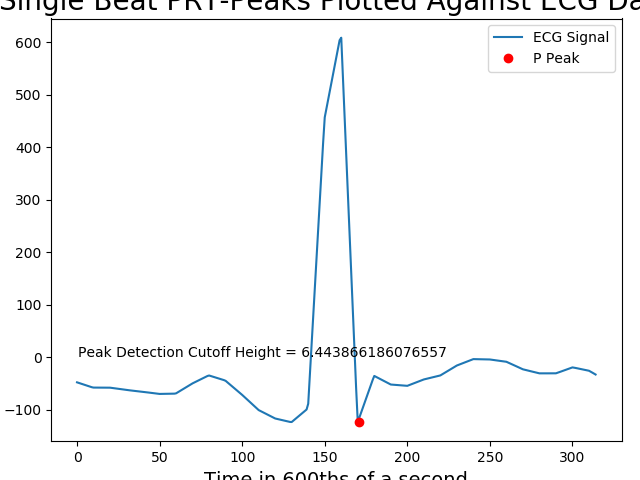 Single Beat PRT-Peaks Plotted Against ECG Da
600
500
400
300
200
100
0
−100
ECG Signal
P Peak
Peak Detection Cutoff Height = 6.443866186076557
0 50 100 150 200 250 300
Time in 600ths of a second